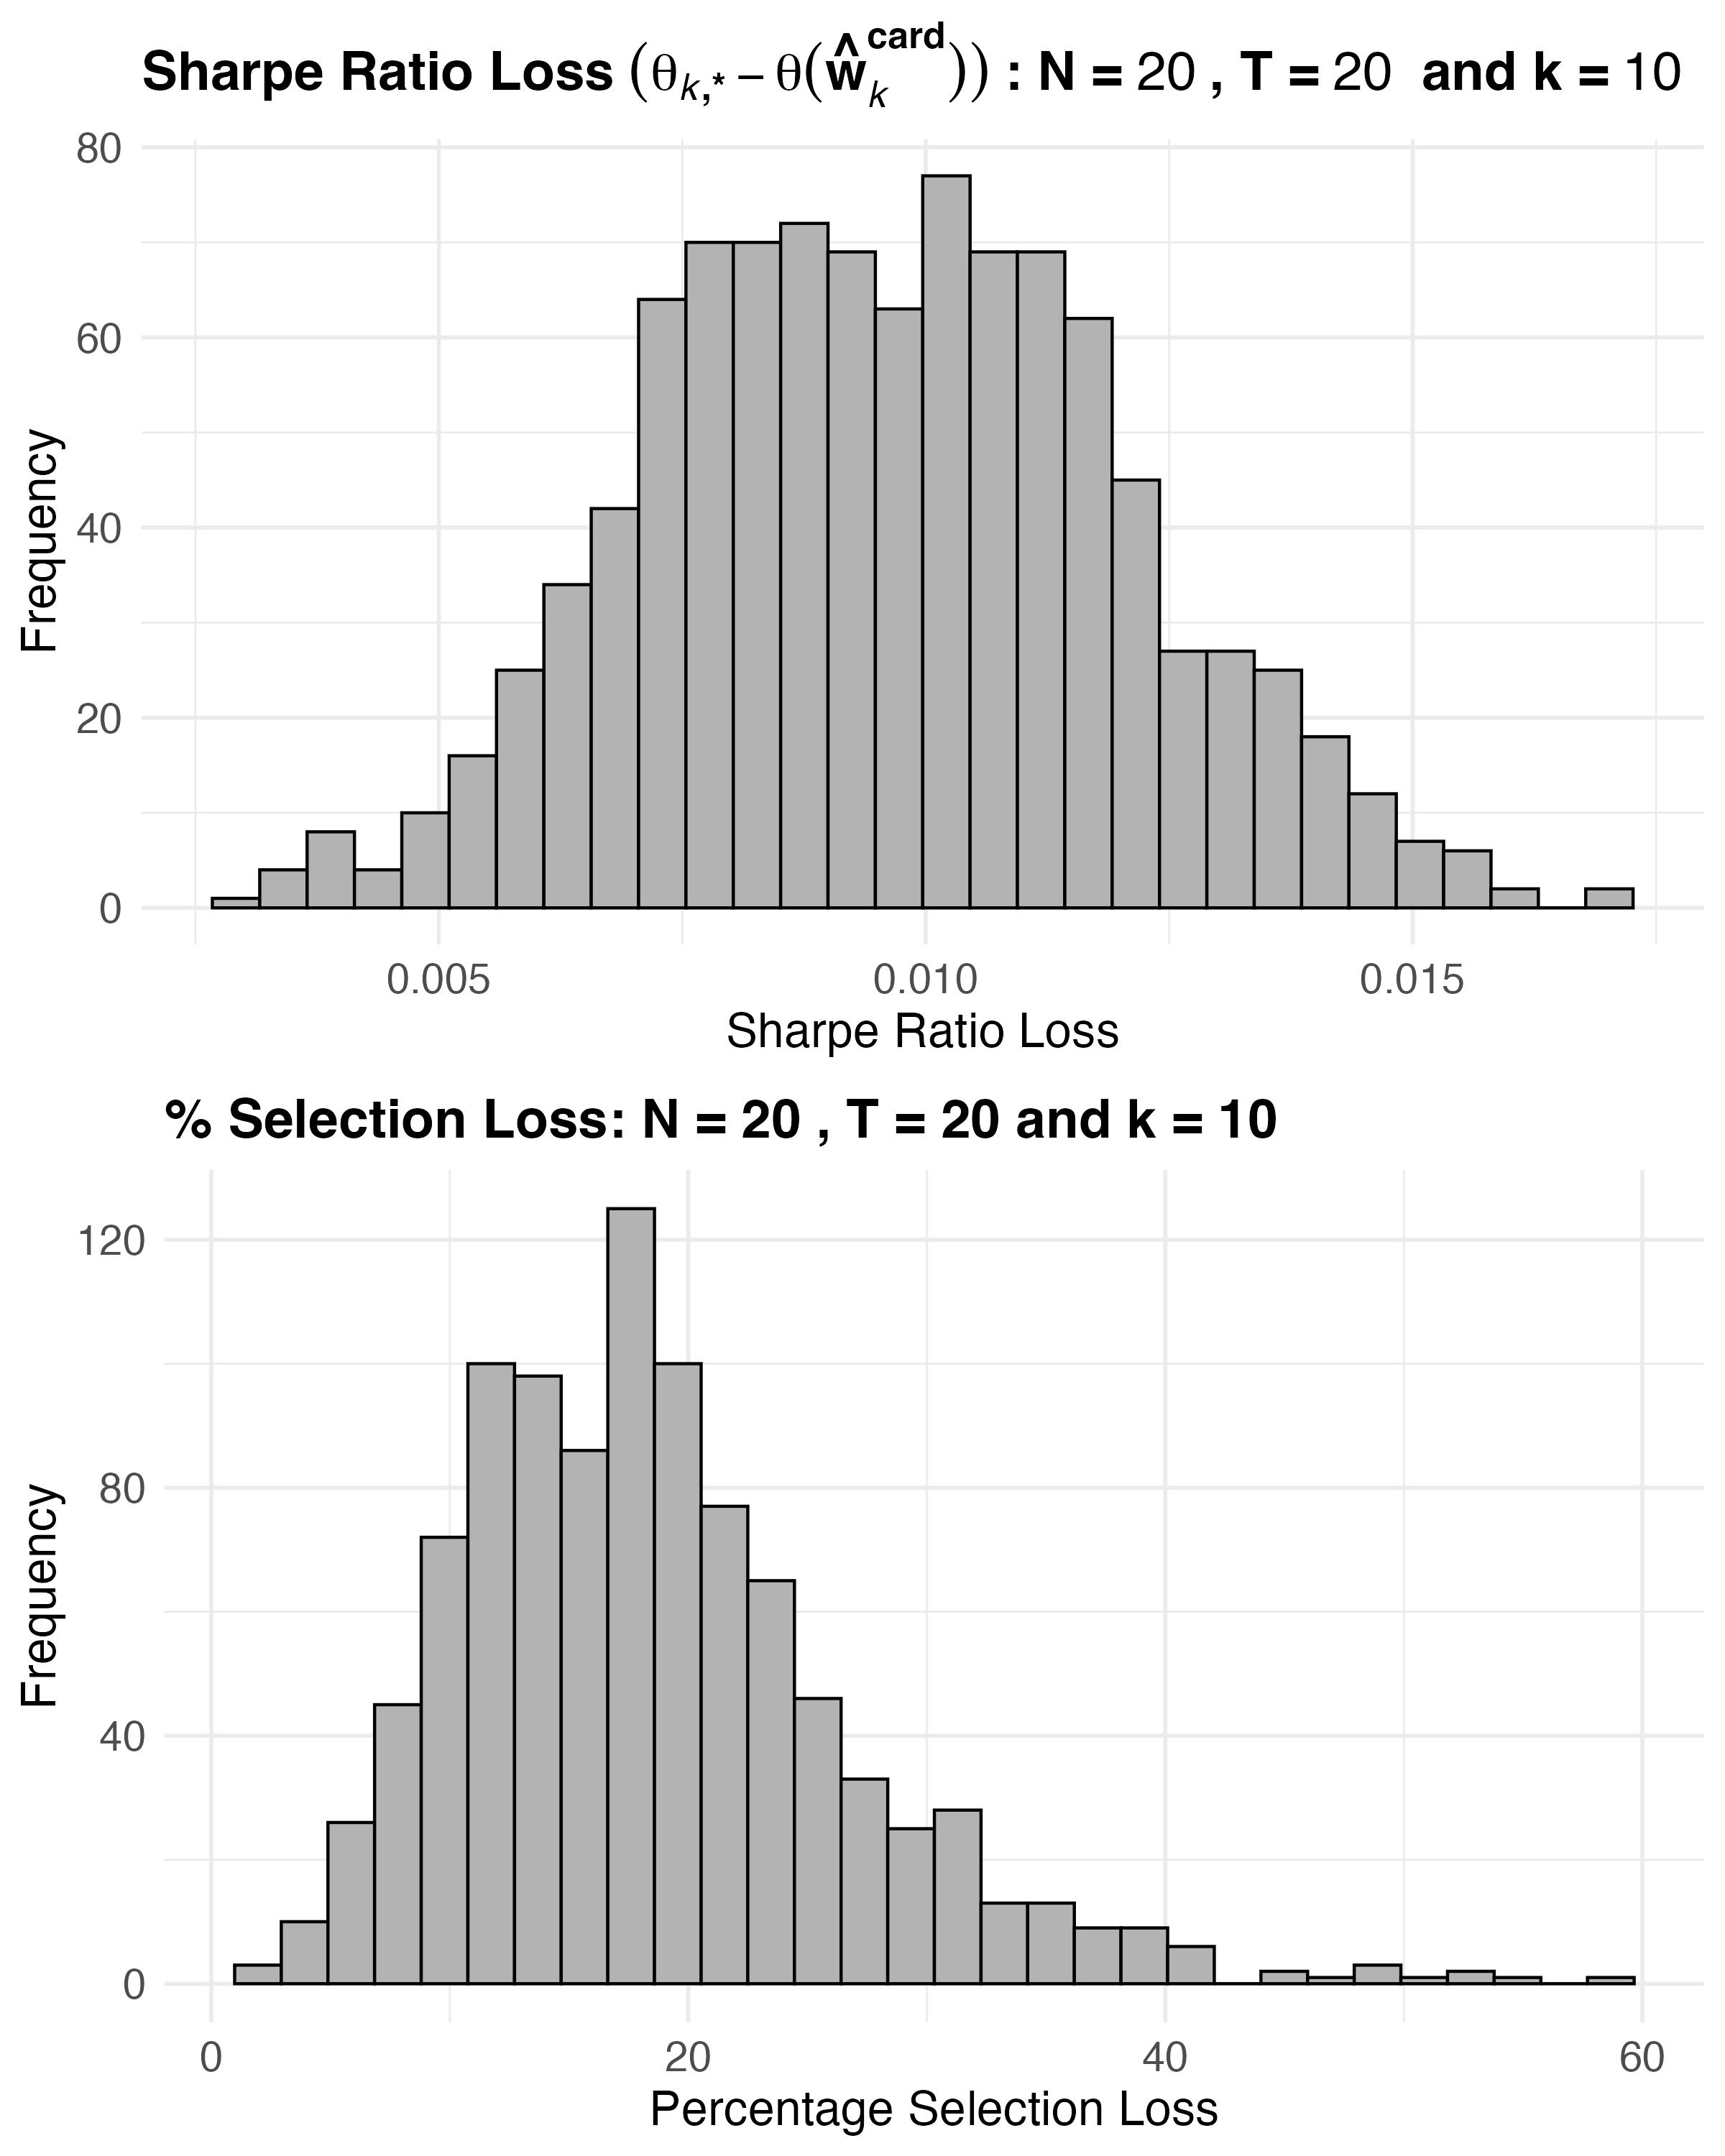 Sharpe Ratio Loss (θk,* − θ(ŵk^card)) : N = 20 , T = 20 and k = 10
80
60
40
20
0
Frequency
0.005 0.010 0.015
Sharpe Ratio Loss
% Selection Loss: N = 20 , T = 20 and k = 10
120
80
40
0
Frequency
0 20 40 60
Percentage Selection Loss